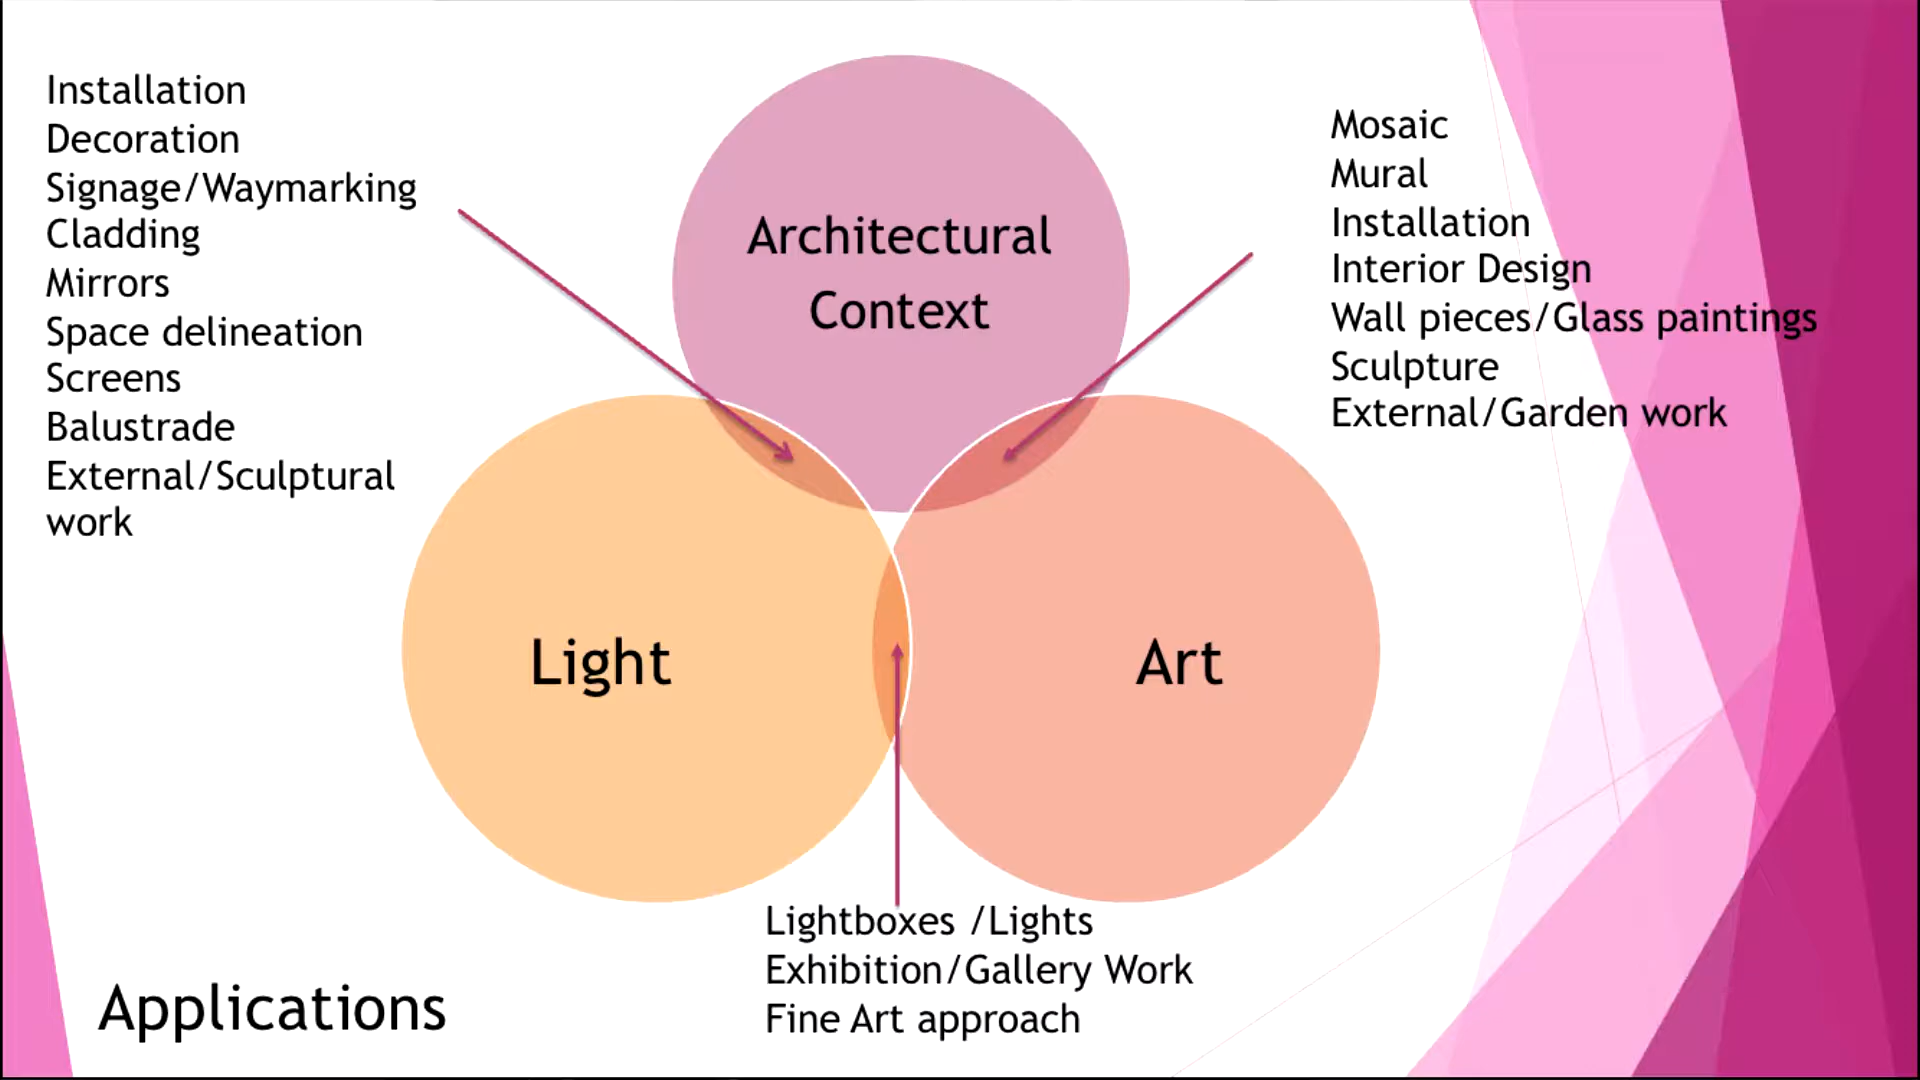 Installation
Decoration
Signage/Waymarking
Cladding
Mirrors
Space delineation
Screens
Balustrade
External/Sculptural
work
Architectural
Context
Mosaic
Mural
Installation
Interior Design
Wall pieces/Glass paintings
Sculpture
External/Garden work
Light
Art
Lightboxes /Lights
Exhibition/Gallery Work
Fine Art approach
Applications